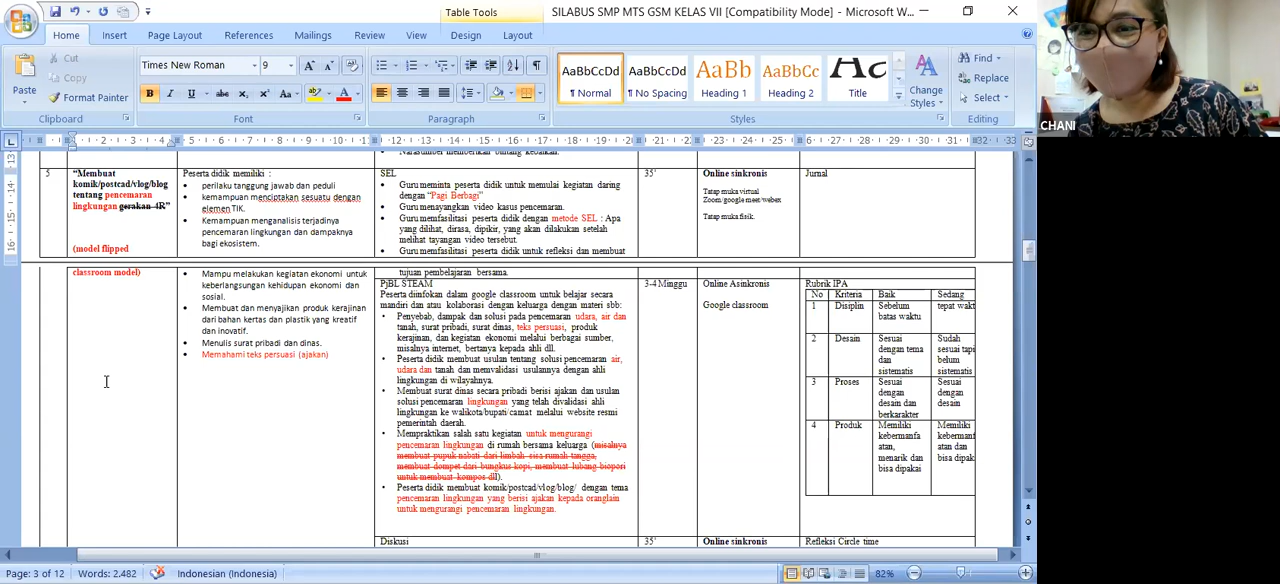 Table Tools
SILABUS SMP MTS GSM KELAS VII [Compatibility Mode] - Microsoft W...
Home Insert Page Layout References Mailings Review View Design Layout
Cut
Copy
Format Painter
Paste
Clipboard
Times New Roman 9
Font
Paragraph
AaBbCcDd AaBbCcDd AaBb AaBbCc Aa
¶ Normal ¶ No Spacing Heading 1 Heading 2 Title
Change Styles
Styles
Find
Replace
Select
Editing
CHANI
5
“Membuat
komik/postcad/vlog/blog
tentang pencemaran
lingkungan gerakan 4R”
(model flipped
classroom model)
Peserta didik memiliki :
• perilaku tanggung jawab dan peduli
• kemampuan menciptakan sesuatu dengan
elemen TIK.
• Kemampuan menganalisis terjadinya
pencemaran lingkungan dan dampaknya
bagi ekosistem.
• Mampu melakukan kegiatan ekonomi untuk
keberlangsungan kehidupan ekonomi dan
sosial.
• Membuat dan menyajikan produk kerajinan
dari bahan kertas dan plastik yang kreatif
dan inovatif.
• Menulis surat pribadi dan dinas.
• Memahami teks persuasi (ajakan)
SEL
• Guru meminta peserta didik untuk memulai kegiatan daring
dengan “Pagi Berbagi”
• Guru menayangkan video kasus pencemaran.
• Guru memfasilitasi peserta didik dengan metode SEL : Apa
yang dilihat, dirasa, dipikir, yang akan dilakukan setelah
melihat tayangan video tersebut.
• Guru memfasilitasi peserta didik untuk refleksi dan membuat
tujuan pembelajaran bersama.
35’
Online sinkronis
Tatap muka virtual
Zoom/google meet/webex
Tatap muka fisik.
Jurnal
PjBL STEAM
Peserta diinfokan dalam google classroom untuk belajar secara
mandiri dan atau kolaborasi dengan keluarga dengan materi sbb:
• Penyebab, dampak dan solusi pada pencemaran udara, air dan
tanah, surat pribadi, surat dinas, teks persuasi, produk
kerajinan, dan kegiatan ekonomi melalui berbagai sumber,
misalnya internet, bertanya kepada ahli dll.
• Peserta didik membuat usulan tentang solusi pencemaran air,
udara dan tanah dan memvalidasi usulannya dengan ahli
lingkungan di wilayahnya.
• Membuat surat dinas secara pribadi berisi ajakan dan usulan
solusi pencemaran lingkungan yang telah divalidasi ahli
lingkungan ke walikota/bupati/camat melalui website resmi
pemerintah daerah.
• Mempraktikan salah satu kegiatan untuk mengurangi
pencemaran lingkungan di rumah bersama keluarga (misalnya
membuat pupuk nabati dari limbah sisa rumah tangga,
membuat dompet dari bungkus kopi, membuat lubang biopori
untuk membuat kompos dll).
• Peserta didik membuat komik/postcad/vlog/blog/ dengan tema
pencemaran lingkungan yang berisi ajakan kepada oranglain
untuk mengurangi pencemaran lingkungan.
3-4 Minggu
Online Asinkronis
Google classroom
Rubrik IPA
No Kriteria Baik Sedang
1 Disiplin Sebelum batas waktu tepat wakt
2 Desain Sesuai dengan tema dan sistematis Sudah sesuai tapi belum sistematis
3 Proses Sesuai dengan desain dan berkarakter Sesuai dengan desain
4 Produk Memiliki kebermanfa atan, menarik dan bisa dipakai Memiliki kebermanf atan dan bisa dipak
Diskusi 35’ Online sinkronis Refleksi Circle time
Page: 3 of 12 Words: 2.482 Indonesian (Indonesia) 82%